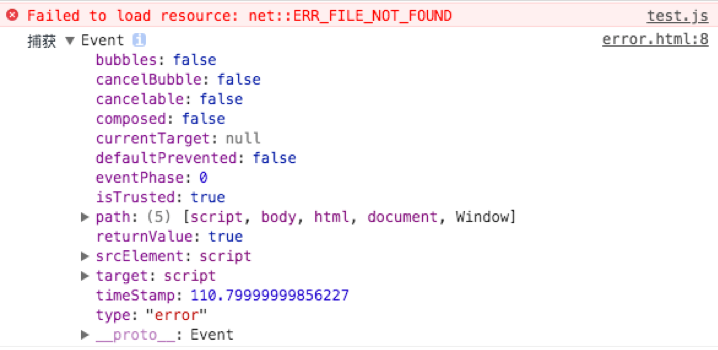 Failed to load resource: net::ERR_FILE_NOT_FOUND test.js
捕获 ▼ Event i error.html:8
bubbles: false
cancelBubble: false
cancelable: false
composed: false
currentTarget: null
defaultPrevented: false
eventPhase: 0
isTrusted: true
▶ path: (5) [script, body, html, document, Window]
returnValue: true
▶ srcElement: script
▶ target: script
timeStamp: 110.79999999856227
type: "error"
▶ __proto__: Event